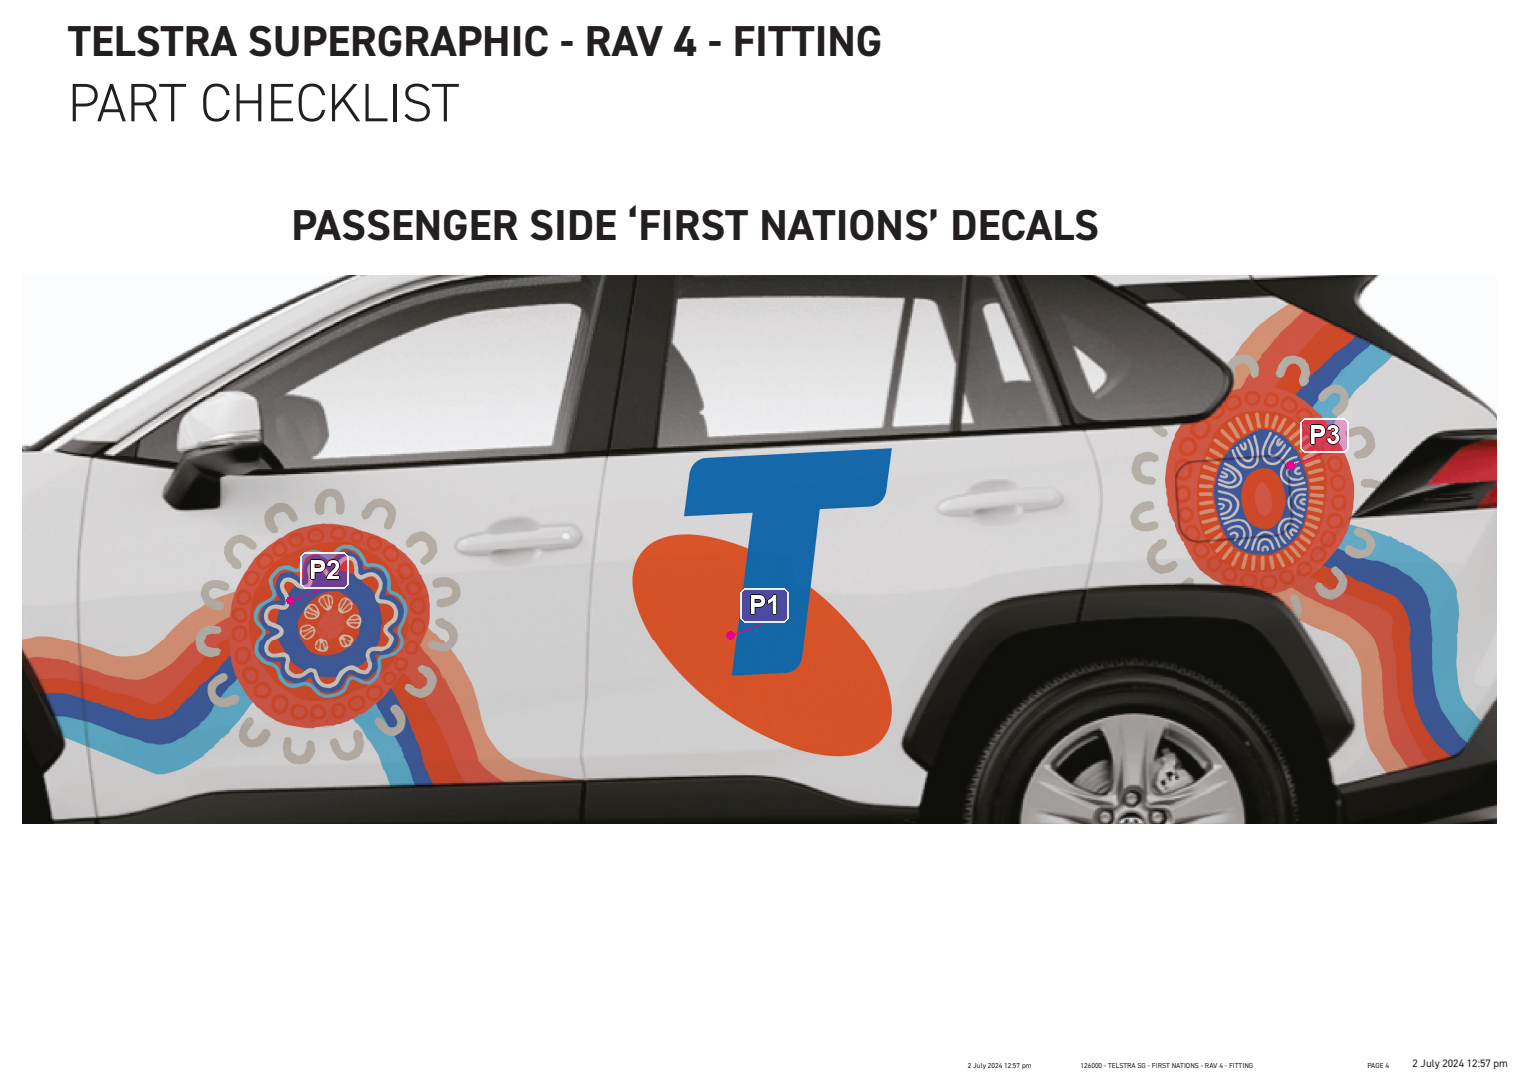 TELSTRA SUPERGRAPHIC - RAV 4 - FITTING
PART CHECKLIST
PASSENGER SIDE ‘FIRST NATIONS’ DECALS
P3
P2
P1
T
2 July 2024 12:57 pm
126000 - TELSTRA SG - FIRST NATIONS - RAV 4 - FITTING
PAGE 4
2 July 2024 12:57 pm